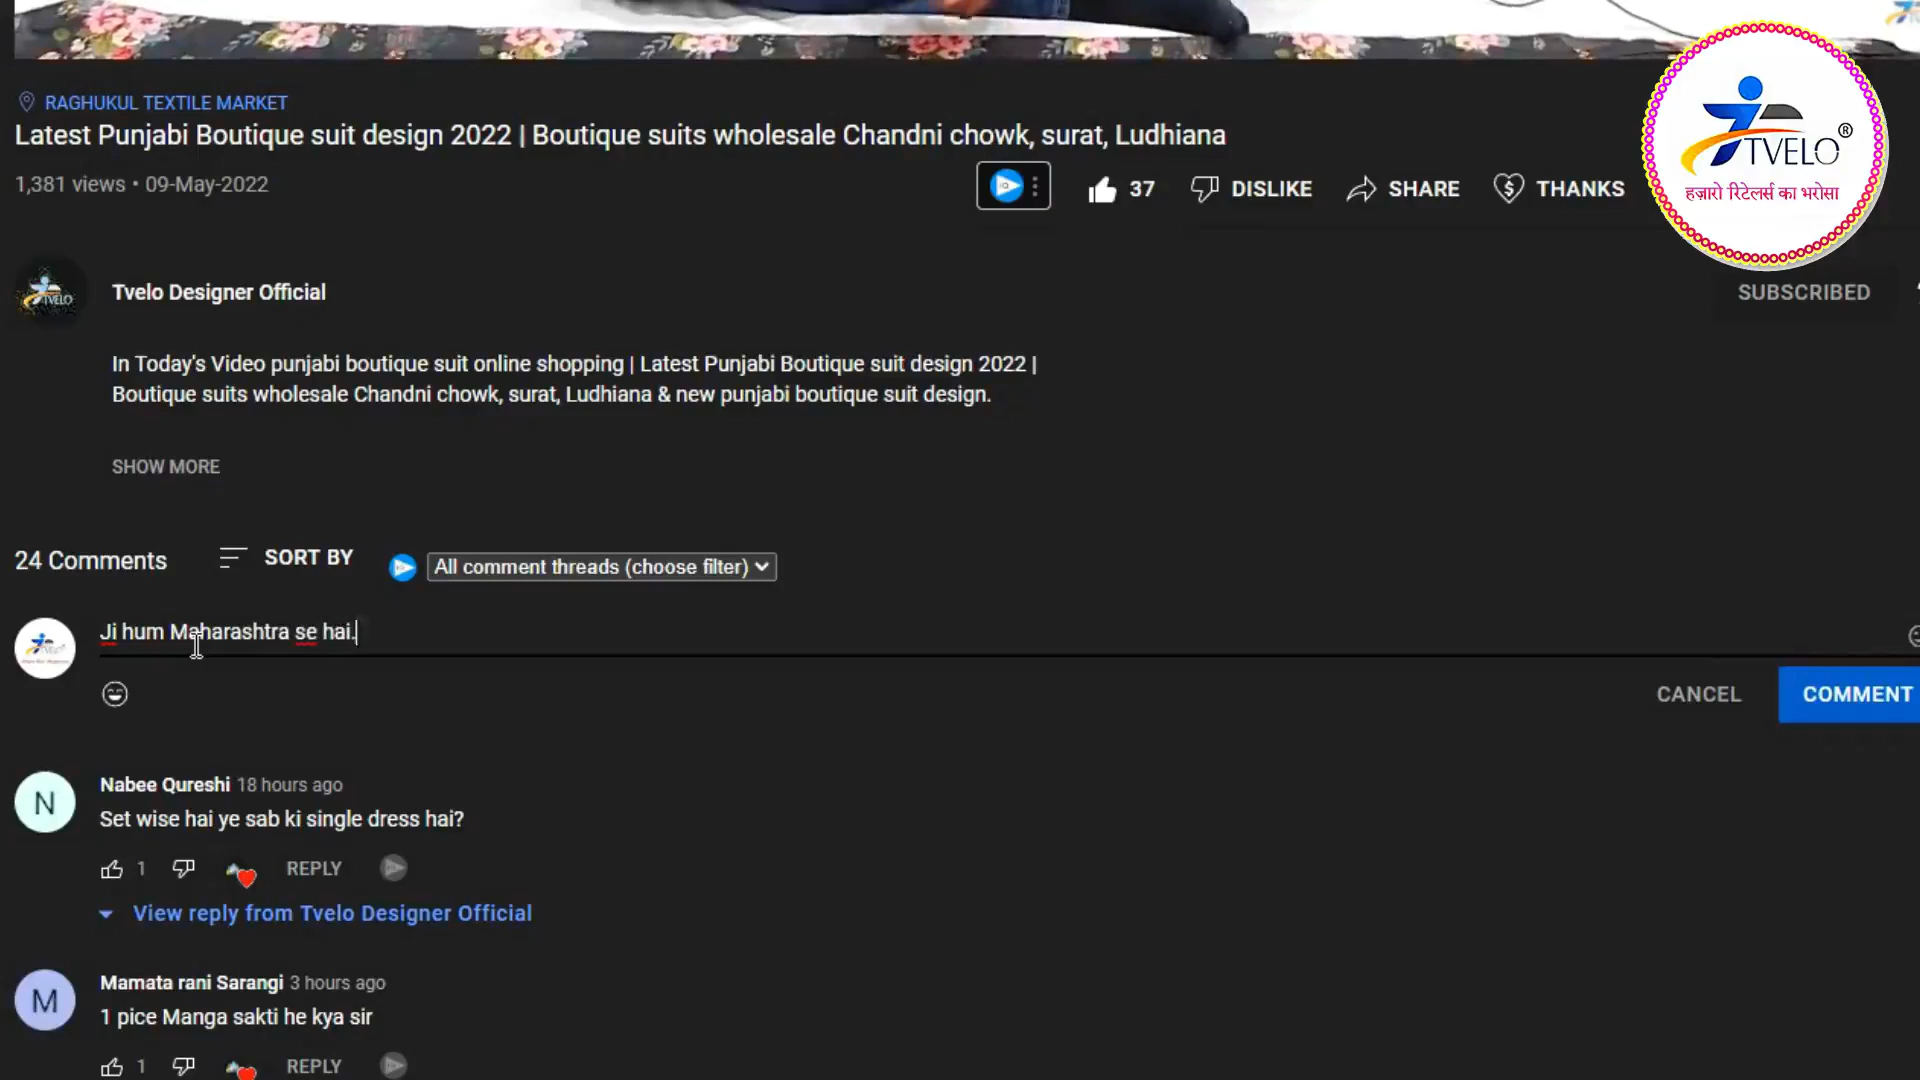 RAGHUKUL TEXTILE MARKET
Latest Punjabi Boutique suit design 2022 | Boutique suits wholesale Chandni chowk, surat, Ludhiana
1,381 views • 09-May-2022
37 DISLIKE SHARE THANKS
TVELO®
हज़ारो रिटेलर्स का भरोसा
TVELO
Tvelo Designer Official
SUBSCRIBED
In Today's Video punjabi boutique suit online shopping | Latest Punjabi Boutique suit design 2022 |
Boutique suits wholesale Chandni chowk, surat, Ludhiana & new punjabi boutique suit design.
SHOW MORE
24 Comments SORT BY All comment threads (choose filter)
Ji hum Maharashtra se hai.
CANCEL COMMENT
N
Nabee Qureshi 18 hours ago
Set wise hai ye sab ki single dress hai?
1 REPLY
View reply from Tvelo Designer Official
M
Mamata rani Sarangi 3 hours ago
1 pice Manga sakti he kya sir
1 REPLY